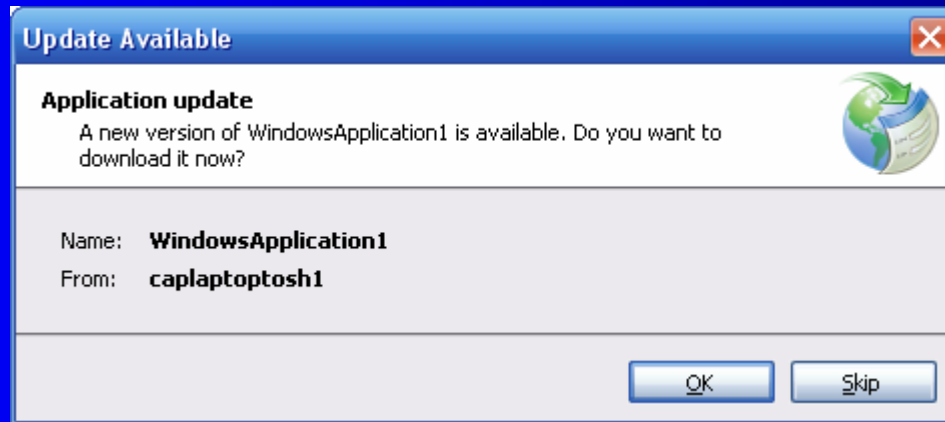 Update Available
Application update
A new version of WindowsApplication1 is available. Do you want to
download it now?
Name: WindowsApplication1
From: caplaptoptosh1
OK Skip